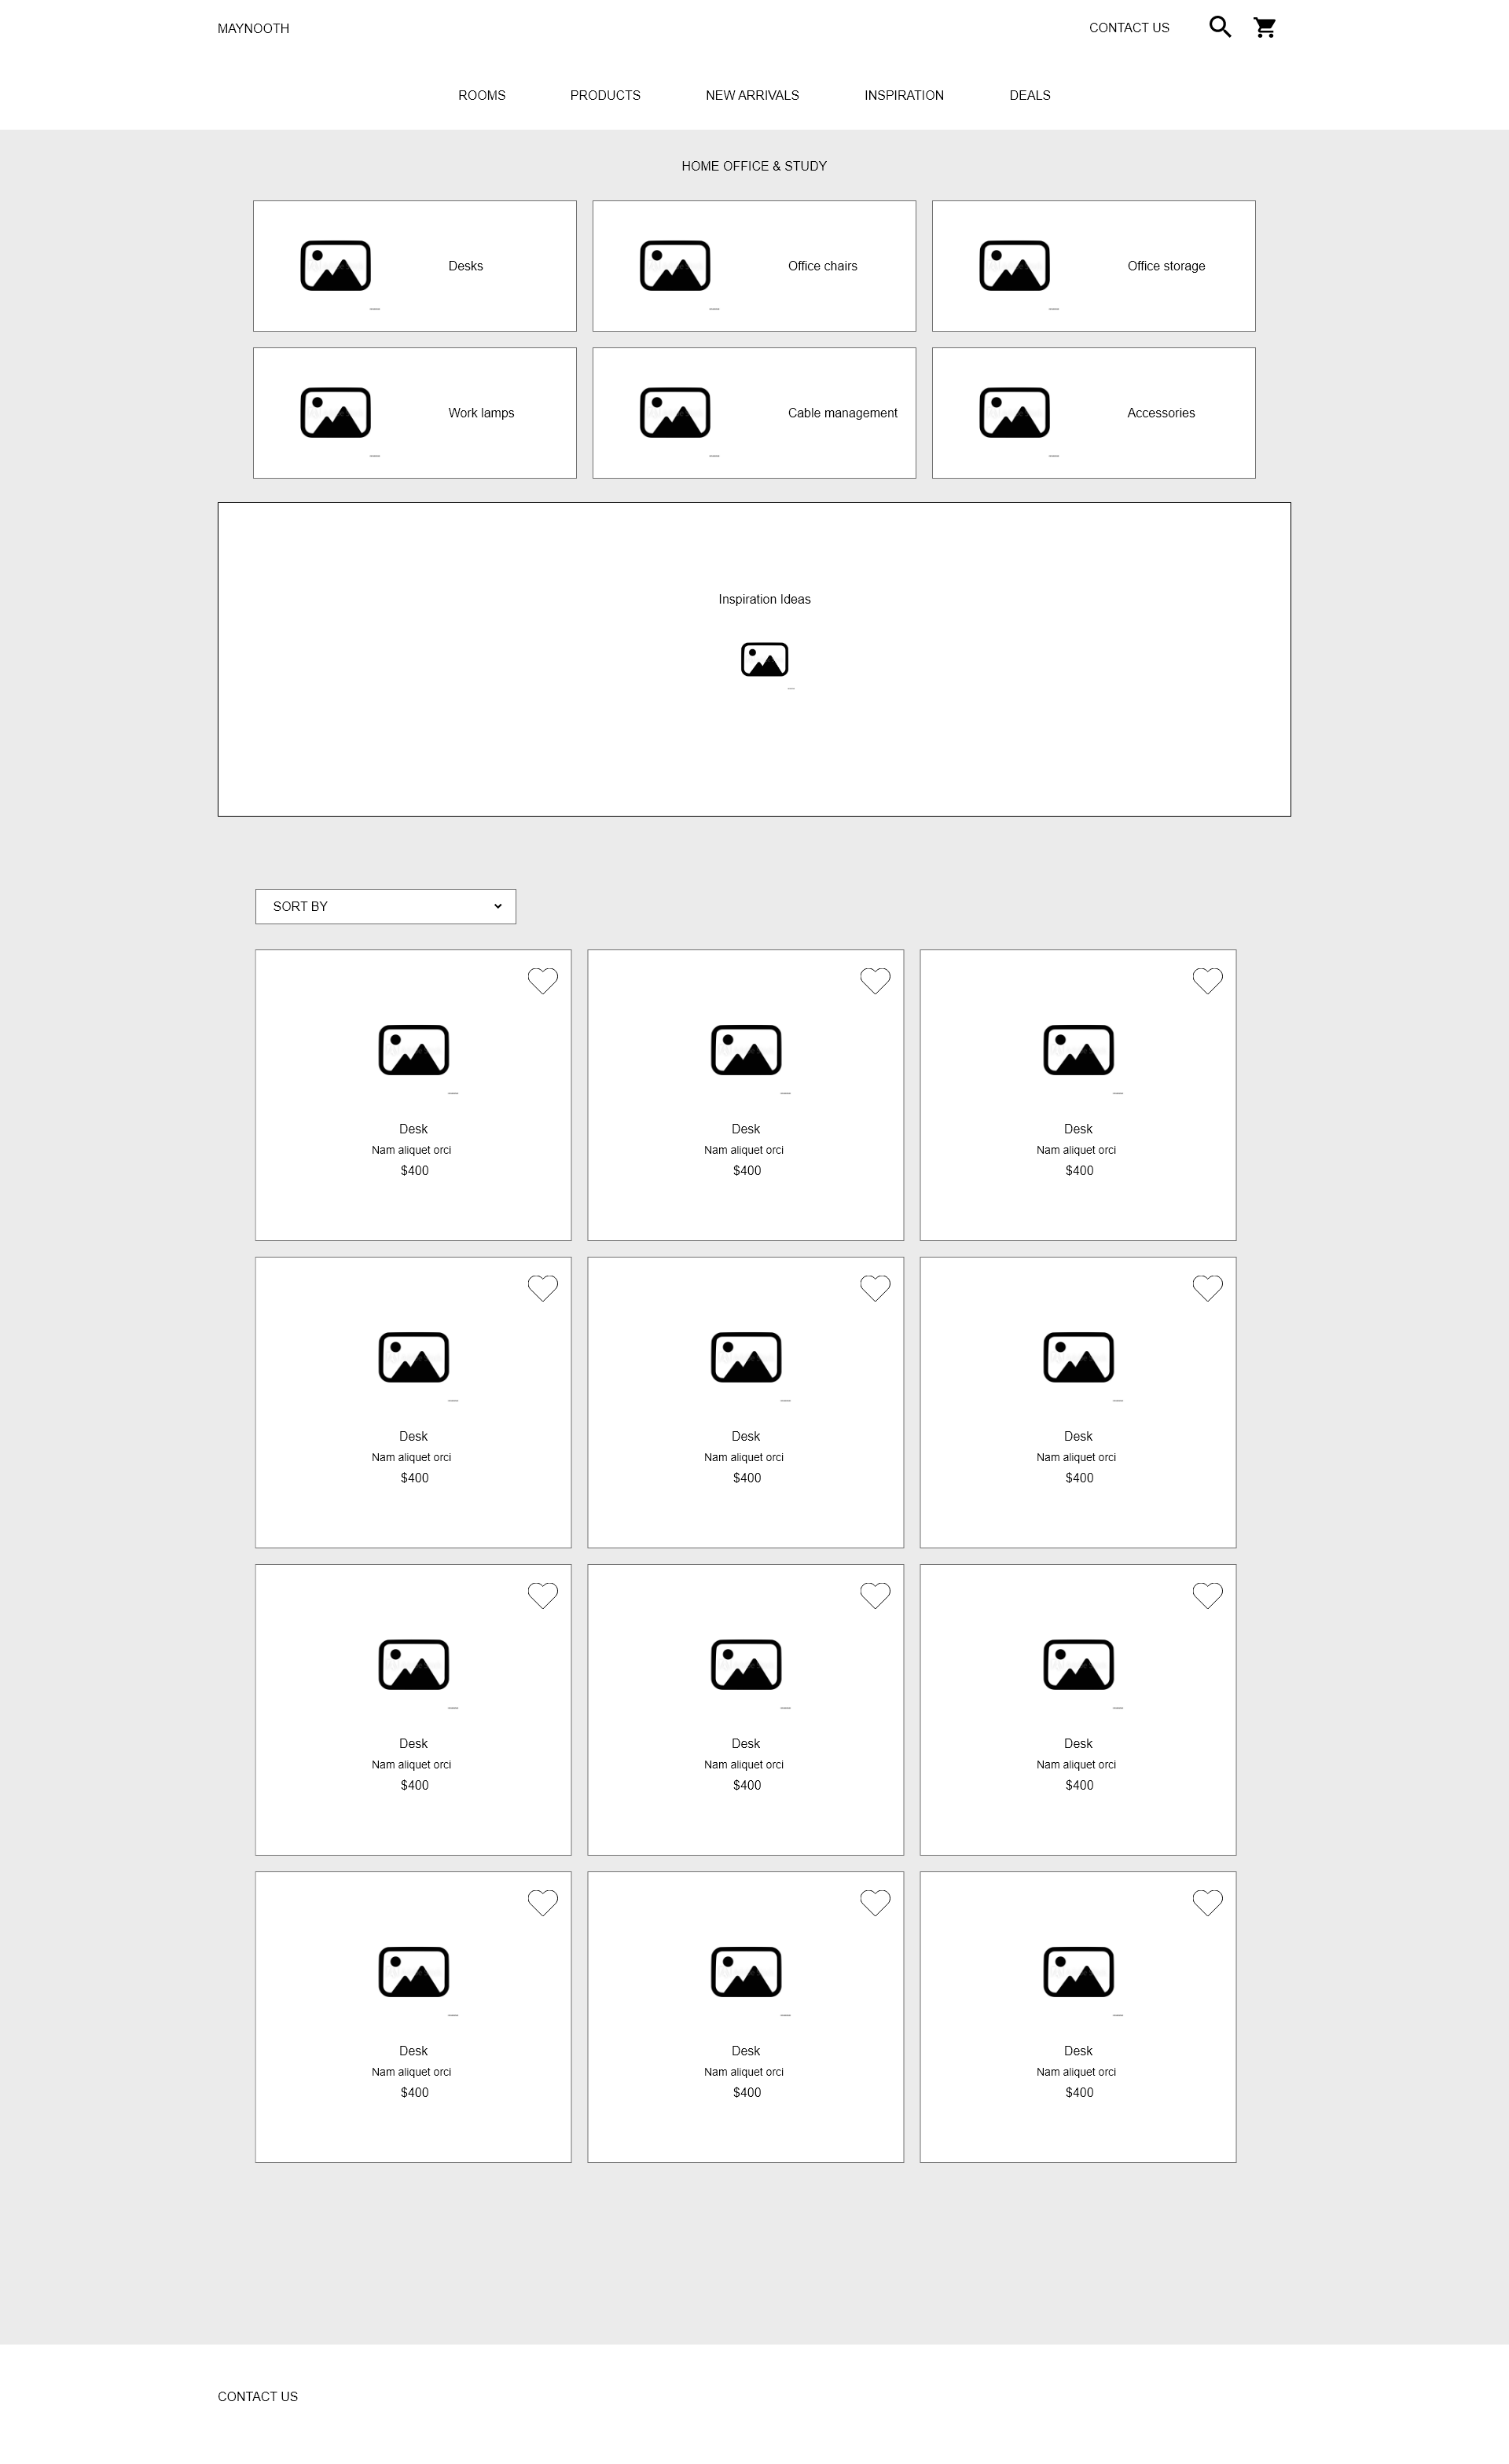 MAYNOOTH
CONTACT US
ROOMS PRODUCTS NEW ARRIVALS INSPIRATION DEALS
HOME OFFICE & STUDY
Desks Office chairs Office storage
Work lamps Cable management Accessories
Inspiration Ideas
SORT BY
Desk Desk Desk
Nam aliquet orci Nam aliquet orci Nam aliquet orci
$400 $400 $400
Desk Desk Desk
Nam aliquet orci Nam aliquet orci Nam aliquet orci
$400 $400 $400
Desk Desk Desk
Nam aliquet orci Nam aliquet orci Nam aliquet orci
$400 $400 $400
Desk Desk Desk
Nam aliquet orci Nam aliquet orci Nam aliquet orci
$400 $400 $400
CONTACT US